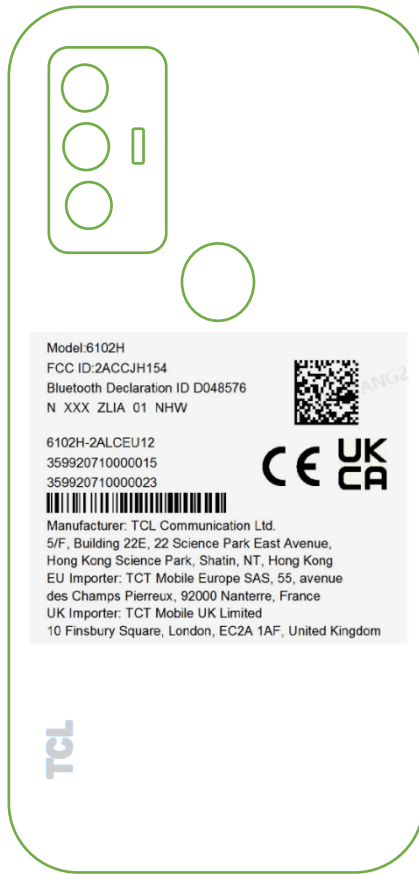 Model:6102H
FCC ID:2ACCJH154
Bluetooth Declaration ID D048576
N XXX ZLIA 01 NHW
6102H-2ALCEU12
359920710000015
359920710000023
CE UK
CA
Manufacturer: TCL Communication Ltd.
5/F, Building 22E, 22 Science Park East Avenue,
Hong Kong Science Park, Shatin, NT, Hong Kong
EU Importer: TCT Mobile Europe SAS, 55, avenue
des Champs Pierreux, 92000 Nanterre, France
UK Importer: TCT Mobile UK Limited
10 Finsbury Square, London, EC2A 1AF, United Kingdom
TCL